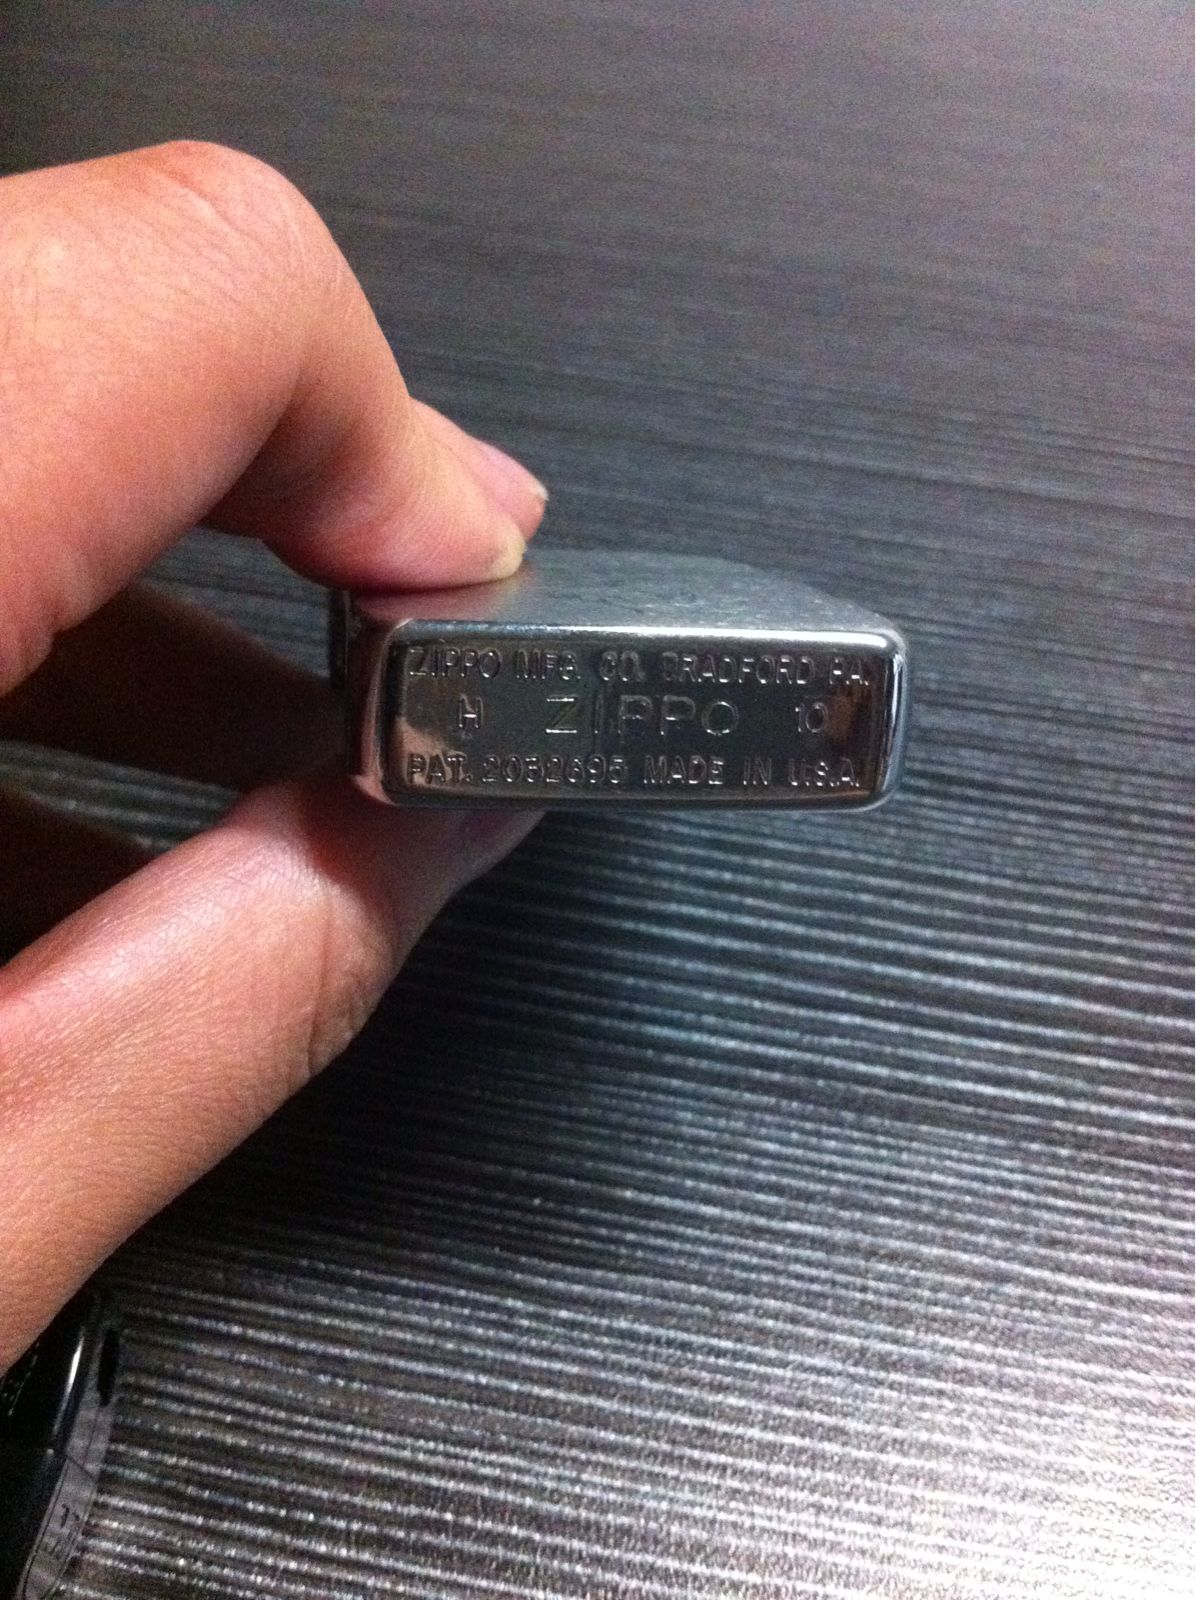 ZIPPO MFG. CO. BRADFORD PA.
H ZIPPO 10
PAT. 2032695 MADE IN U.S.A.